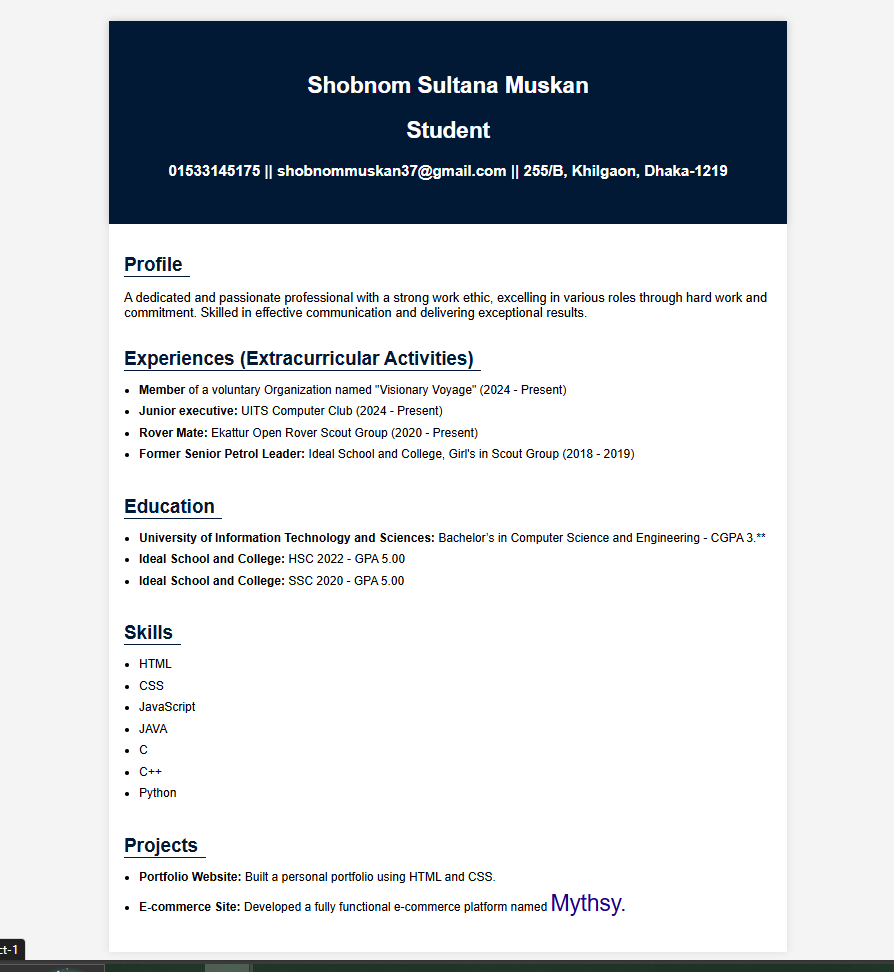 Shobnom Sultana Muskan
Student
01533145175 || shobnommuskan37@gmail.com || 255/B, Khilgaon, Dhaka-1219
Profile
A dedicated and passionate professional with a strong work ethic, excelling in various roles through hard work and
commitment. Skilled in effective communication and delivering exceptional results.
Experiences (Extracurricular Activities)
• Member of a voluntary Organization named "Visionary Voyage" (2024 - Present)
• Junior executive: UITS Computer Club (2024 - Present)
• Rover Mate: Ekattur Open Rover Scout Group (2020 - Present)
• Former Senior Petrol Leader: Ideal School and College, Girl's in Scout Group (2018 - 2019)
Education
• University of Information Technology and Sciences: Bachelor's in Computer Science and Engineering - CGPA 3.**
• Ideal School and College: HSC 2022 - GPA 5.00
• Ideal School and College: SSC 2020 - GPA 5.00
Skills
• HTML
• CSS
• JavaScript
• JAVA
• C
• C++
• Python
Projects
• Portfolio Website: Built a personal portfolio using HTML and CSS.
• E-commerce Site: Developed a fully functional e-commerce platform named Mythsy.
ct-1